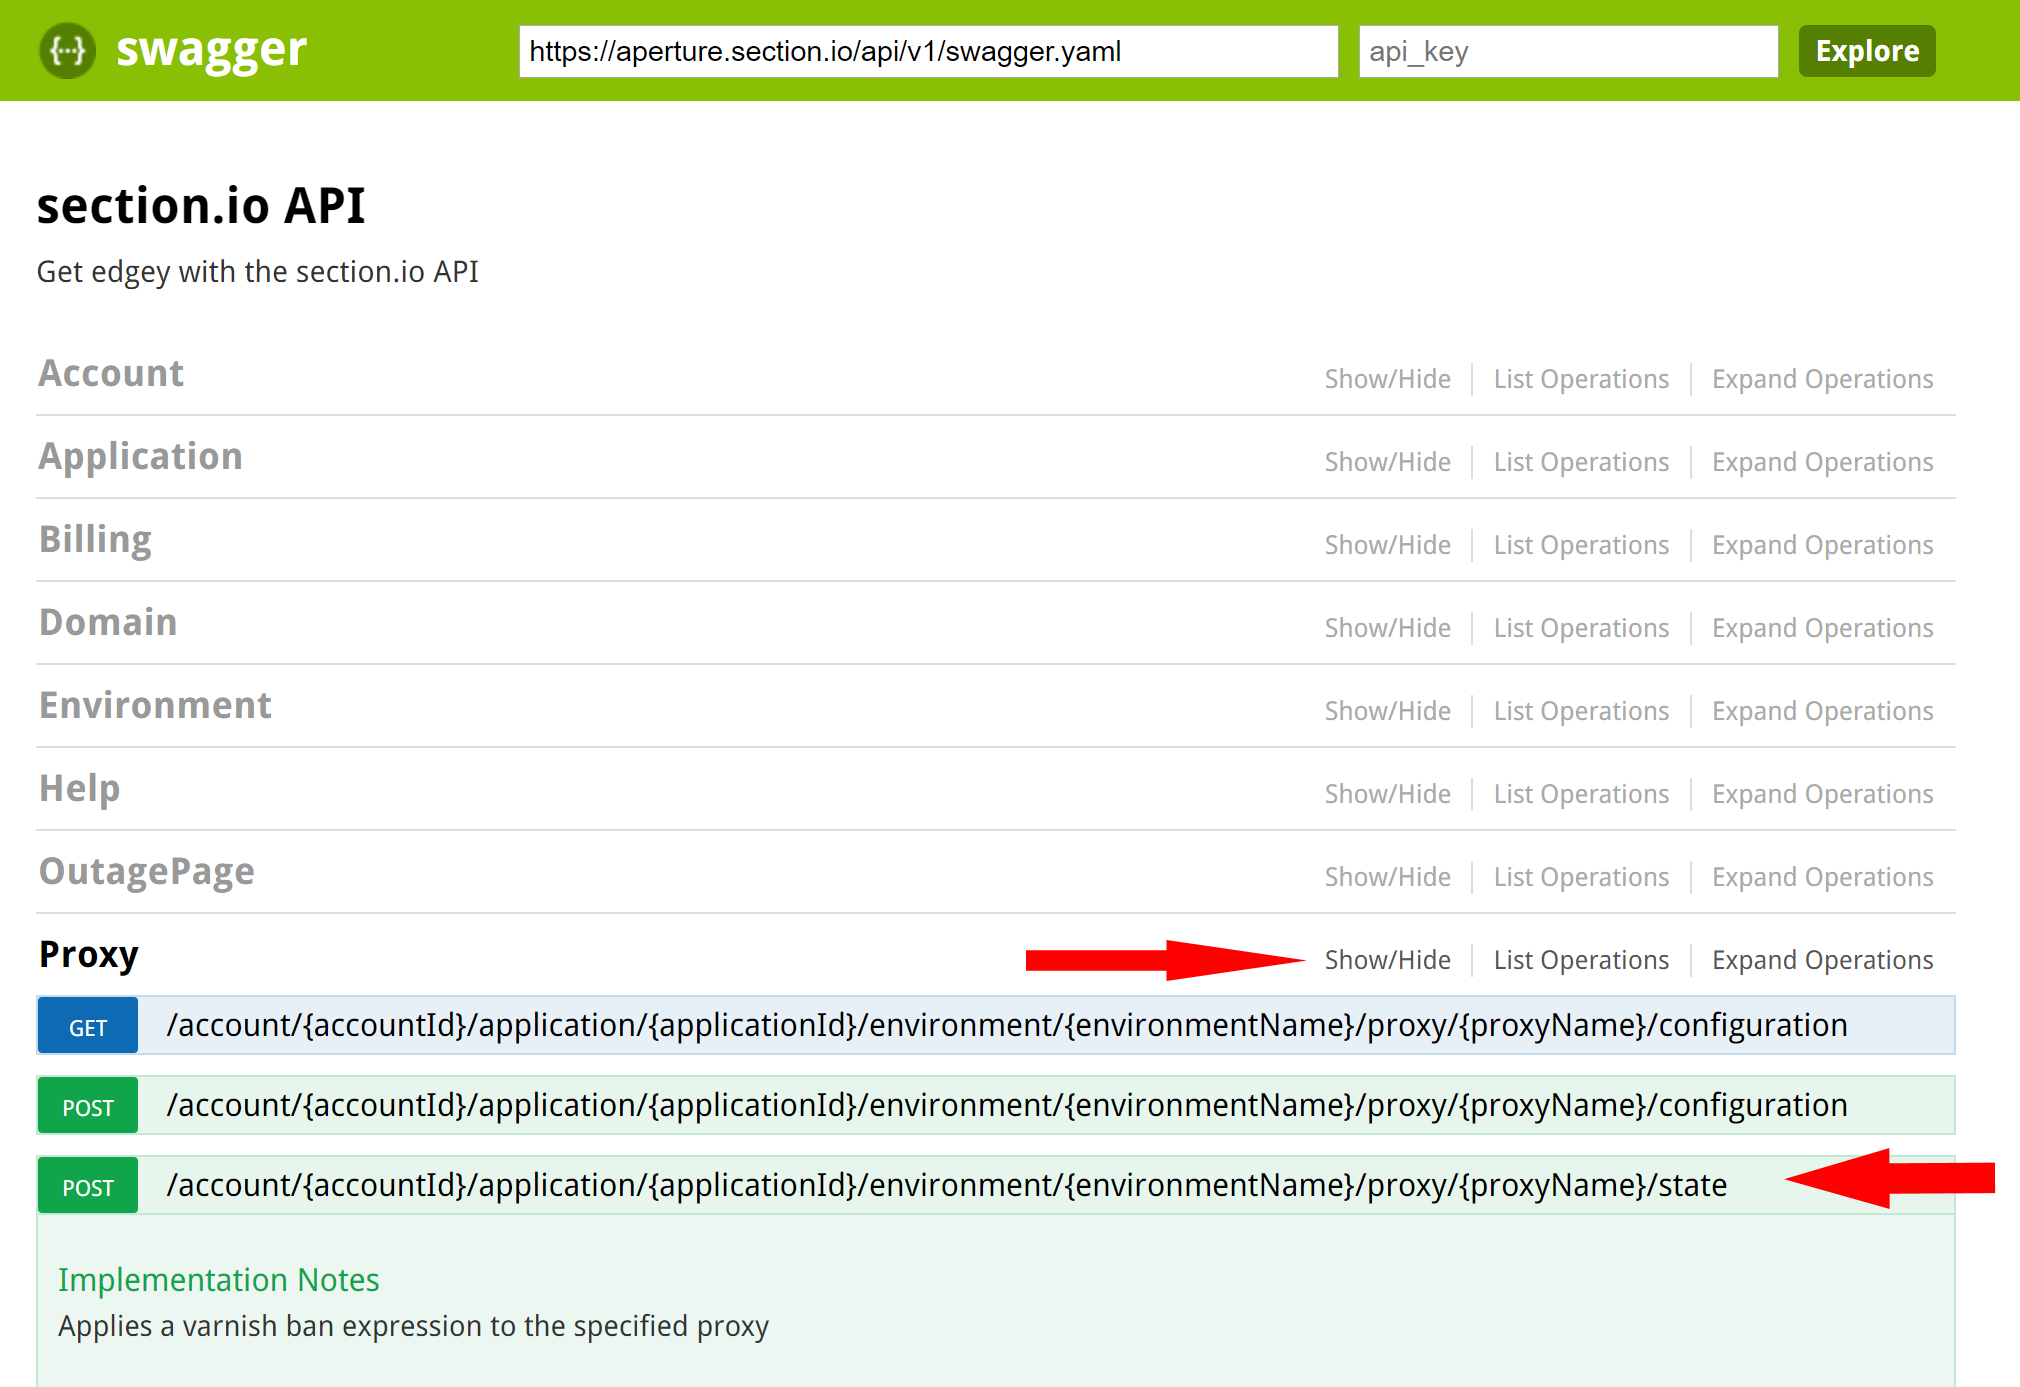 {···} swagger https://aperture.section.io/api/v1/swagger.yaml api_key Explore
section.io API
Get edgey with the section.io API
Account Show/Hide List Operations Expand Operations
Application Show/Hide List Operations Expand Operations
Billing Show/Hide List Operations Expand Operations
Domain Show/Hide List Operations Expand Operations
Environment Show/Hide List Operations Expand Operations
Help Show/Hide List Operations Expand Operations
OutagePage Show/Hide List Operations Expand Operations
Proxy Show/Hide List Operations Expand Operations
GET /account/{accountId}/application/{applicationId}/environment/{environmentName}/proxy/{proxyName}/configuration
POST /account/{accountId}/application/{applicationId}/environment/{environmentName}/proxy/{proxyName}/configuration
POST /account/{accountId}/application/{applicationId}/environment/{environmentName}/proxy/{proxyName}/state
Implementation Notes
Applies a varnish ban expression to the specified proxy